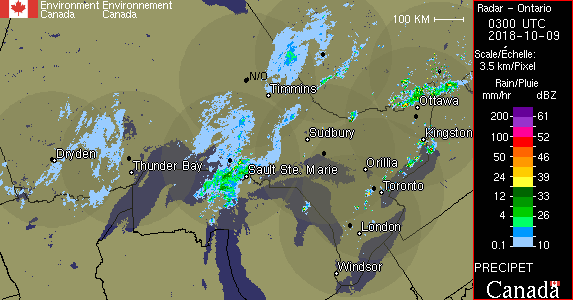 Environment Environnement
Canada Canada
100 KM
N/O
Timmins
Ottawa
Sudbury
Kingston
Dryden
Thunder Bay
Sault Ste. Marie
Orillia
Toronto
London
Windsor
Radar - Ontario
0300 UTC
2018-10-09
Scale/Échelle:
3.5 km/Pixel
Rain/Pluie
mm/hr dBZ
200 61
100 52
50 46
24 39
12 33
4 26
0.1 10
PRECIPET
Canada